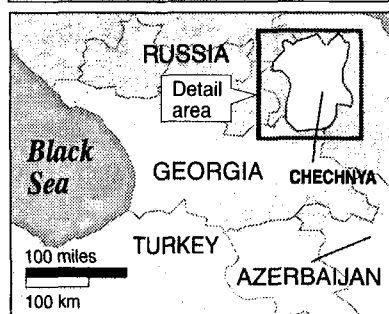 RUSSIA
Detail
area
Black
Sea
GEORGIA
CHECHNYA
TURKEY
100 miles
100 km
AZERBAIJAN